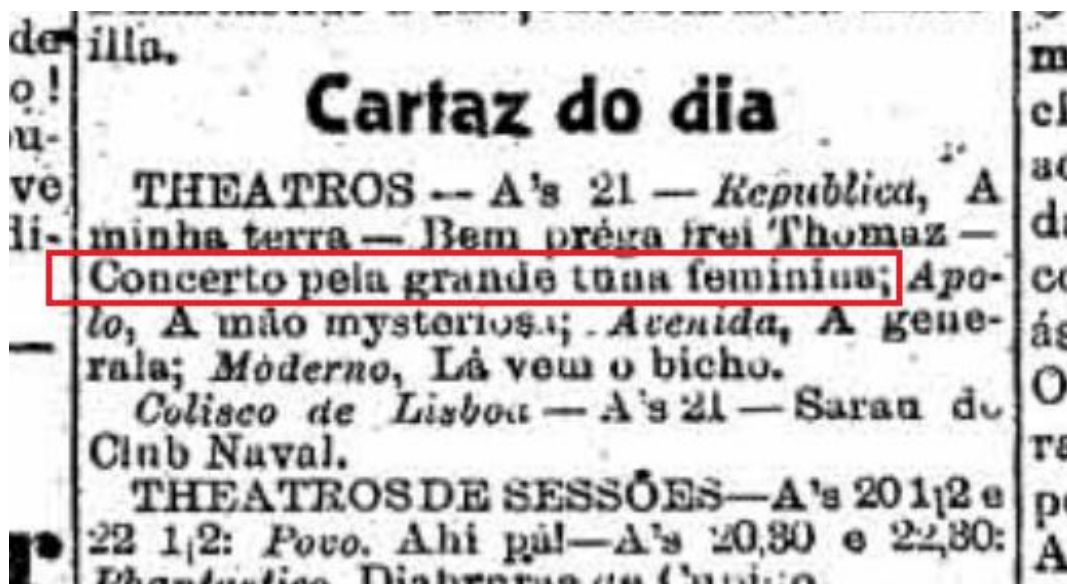 illa.
Cartaz do dia
THEATROS — A's 21 — Republica, A
minha terra — Bem préga frei Thomaz —
Concerto pela grande tuna feminina; Apo-
lo, A mão mysteriosa; Avenida, A gene-
rala; Moderno, Lá vem o bicho.
Coliseo de Lisboa — A's 21 — Sarau do
Club Naval.
THEATROS DE SESSÕES—A's 20 1¡2 e
22 1¡2: Povo. Ahi pá!—A's 20,30 e 22,30: